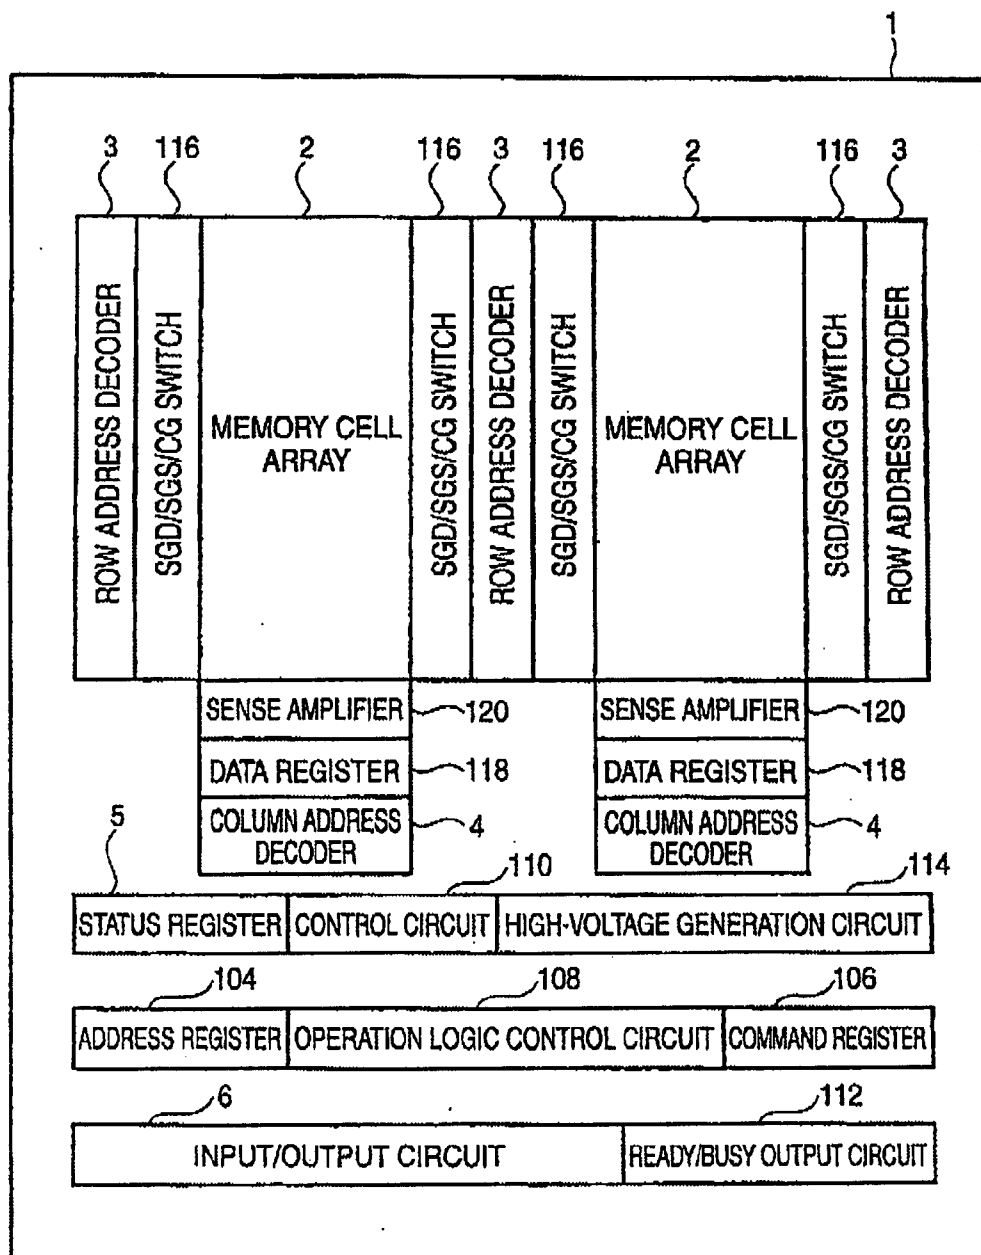 1
3 116 2 116 3 116 2 116 3
ROW ADDRESS DECODER
SGD/SGS/CG SWITCH
MEMORY CELL
ARRAY
SGD/SGS/CG SWITCH
ROW ADDRESS DECODER
SGD/SGS/CG SWITCH
MEMORY CELL
ARRAY
SGD/SGS/CG SWITCH
ROW ADDRESS DECODER
SENSE AMPLIFIER 120 SENSE AMPLIFIER 120
DATA REGISTER 118 DATA REGISTER 118
COLUMN ADDRESS
DECODER
4
COLUMN ADDRESS
DECODER
4
5 110 114
STATUS REGISTER CONTROL CIRCUIT HIGH-VOLTAGE GENERATION CIRCUIT
104 108 106
ADDRESS REGISTER OPERATION LOGIC CONTROL CIRCUIT COMMAND REGISTER
6 112
INPUT/OUTPUT CIRCUIT READY/BUSY OUTPUT CIRCUIT